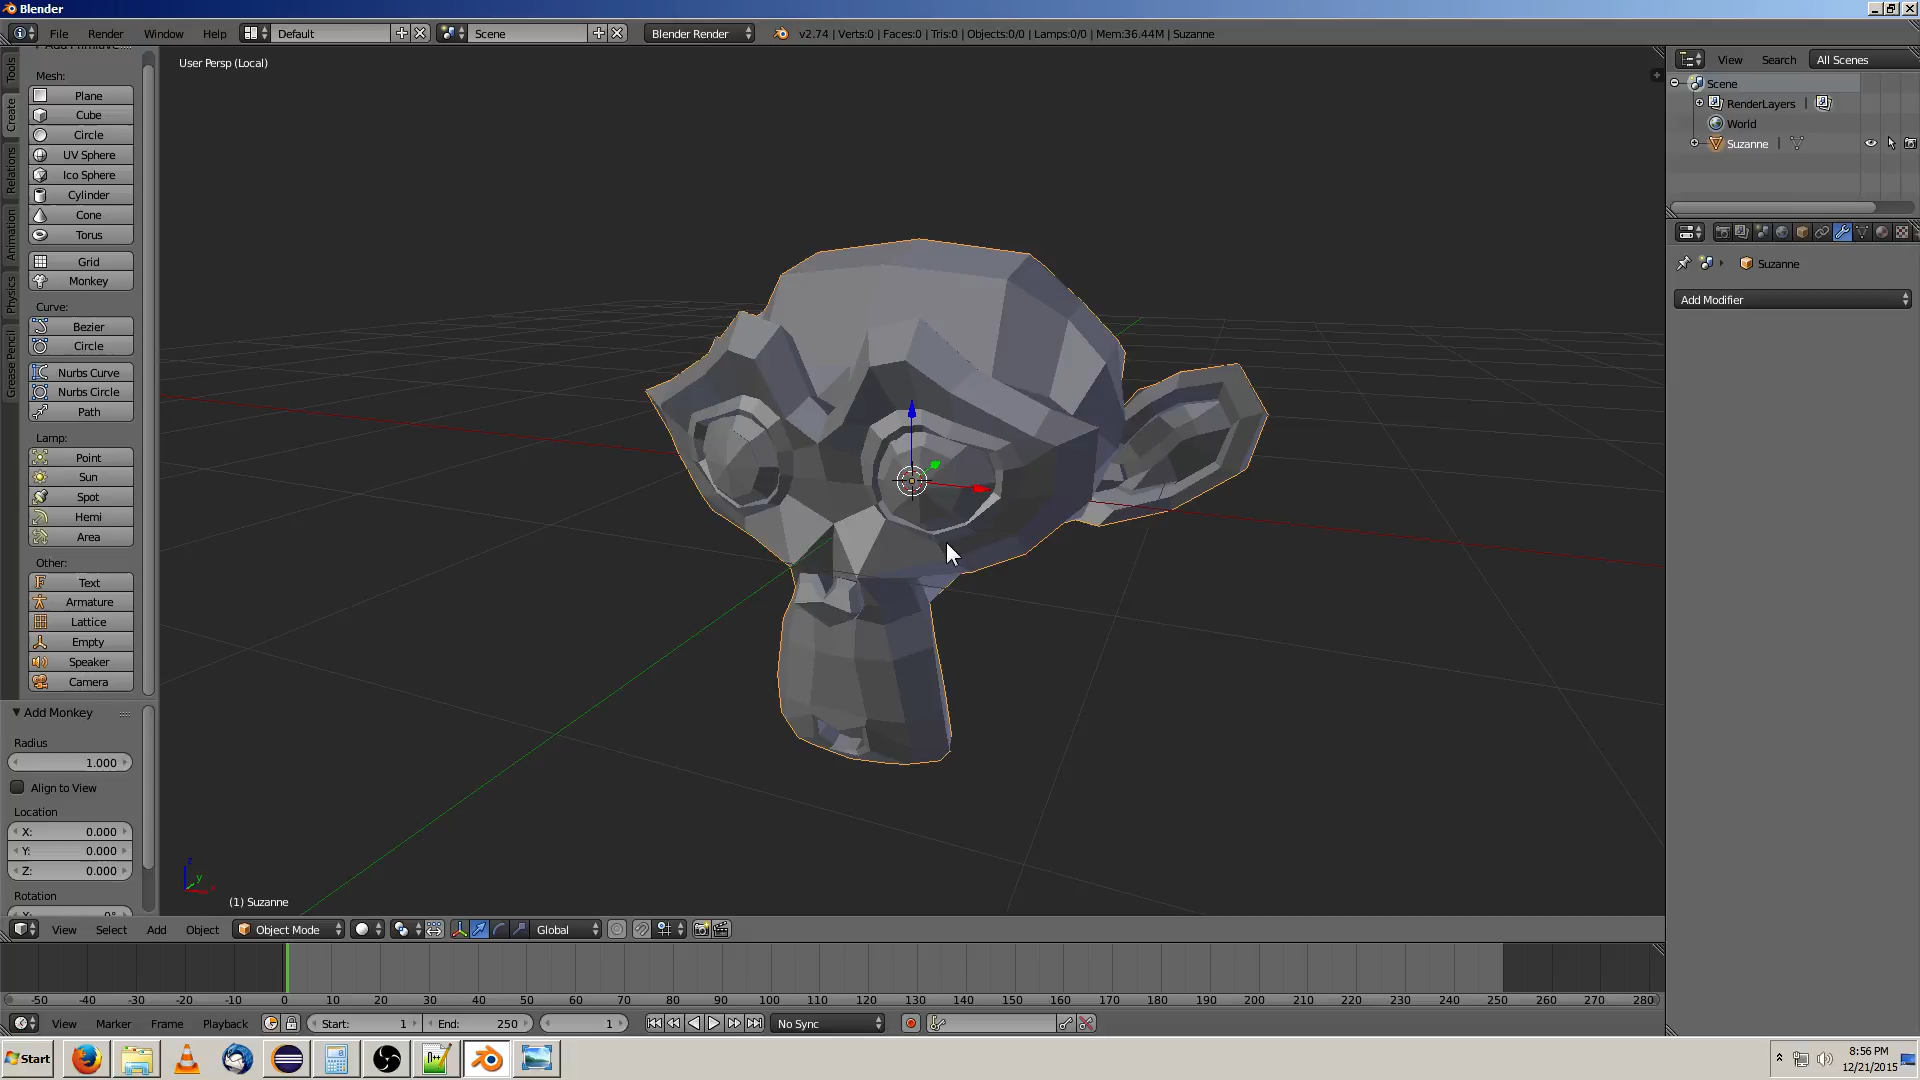 Blender
File Render Window Help Default Scene Blender Render v2.74 | Verts:0 | Faces:0 | Tris:0 | Objects:0/0 | Lamps:0/0 | Mem:36.44M | Suzanne
Tools
Create
Relations
Animation
Physics
Grease Pencil
Mesh:
Plane
Cube
Circle
UV Sphere
Ico Sphere
Cylinder
Cone
Torus
Grid
Monkey
Curve:
Bezier
Circle
Nurbs Curve
Nurbs Circle
Path
Lamp:
Point
Sun
Spot
Hemi
Area
Other:
Text
Armature
Lattice
Empty
Speaker
Camera
Add Monkey
Radius
1.000
Align to View
Location
X: 0.000
Y: 0.000
Z: 0.000
Rotation
User Persp (Local)
z
y
(1) Suzanne
View Search All Scenes
Scene
RenderLayers
World
Suzanne
Suzanne
Add Modifier
View Select Add Object Object Mode Global
-50 -40 -30 -20 -10 0 10 20 30 40 50 60 70 80 90 100 110 120 130 140 150 160 170 180 190 200 210 220 230 240 250 260 270 280
View Marker Frame Playback Start: 1 End: 250 1 No Sync
Start
8:56 PM
12/21/2015